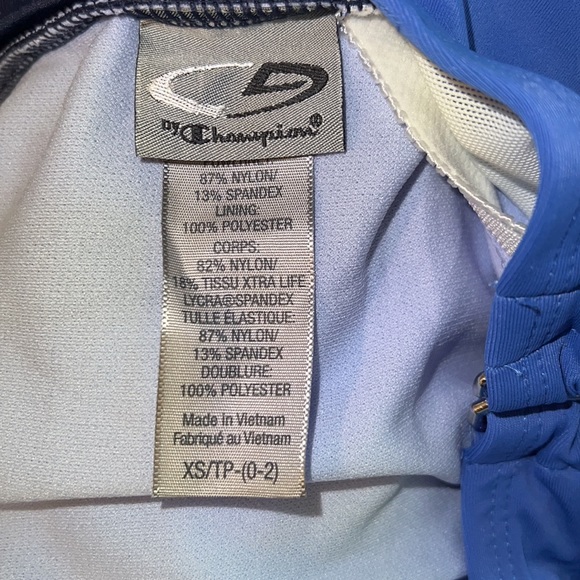 by Champion®
POWERNET:
87% NYLON/
13% SPANDEX
LINING:
100% POLYESTER
CORPS:
82% NYLON/
18% TISSU XTRA LIFE
LYCRA®SPANDEX
TULLE ÉLASTIQUE:
87% NYLON/
13% SPANDEX
DOUBLURE:
100% POLYESTER
Made in Vietnam
Fabriqué au Vietnam
XS/TP-(0-2)